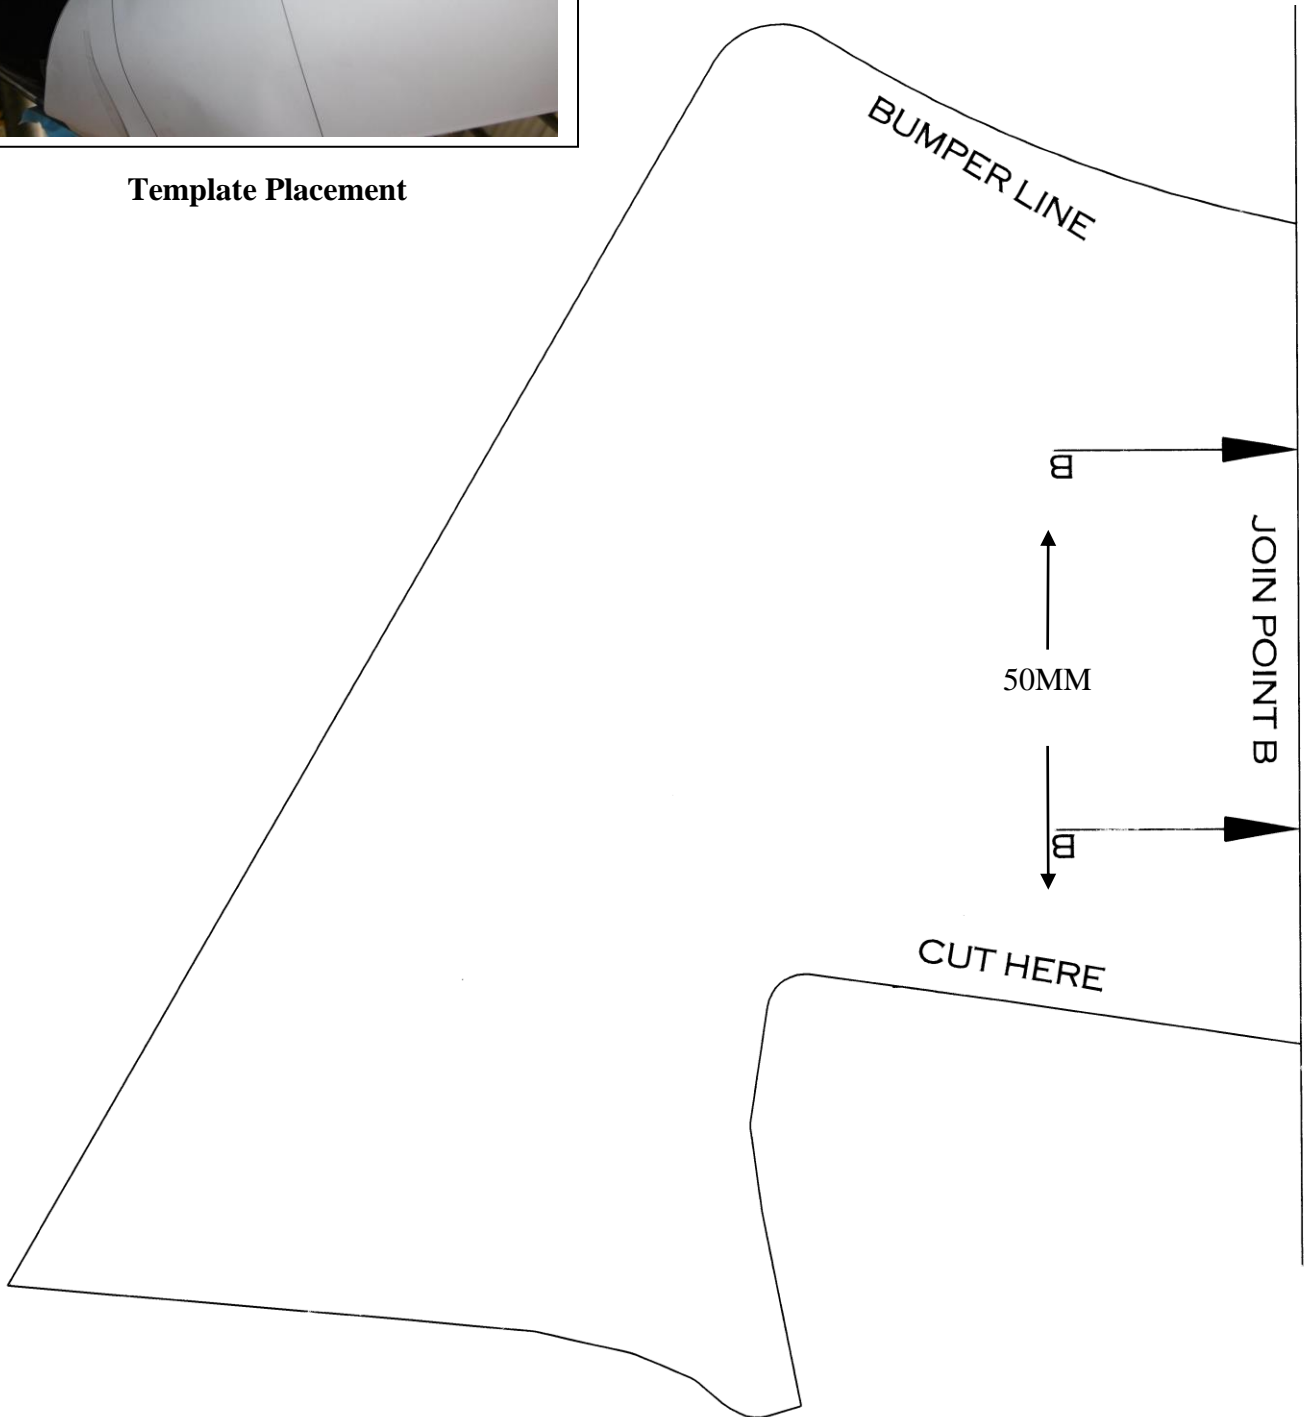 Template Placement
BUMPER LINE
B
JOIN POINT B
50MM
B
CUT HERE